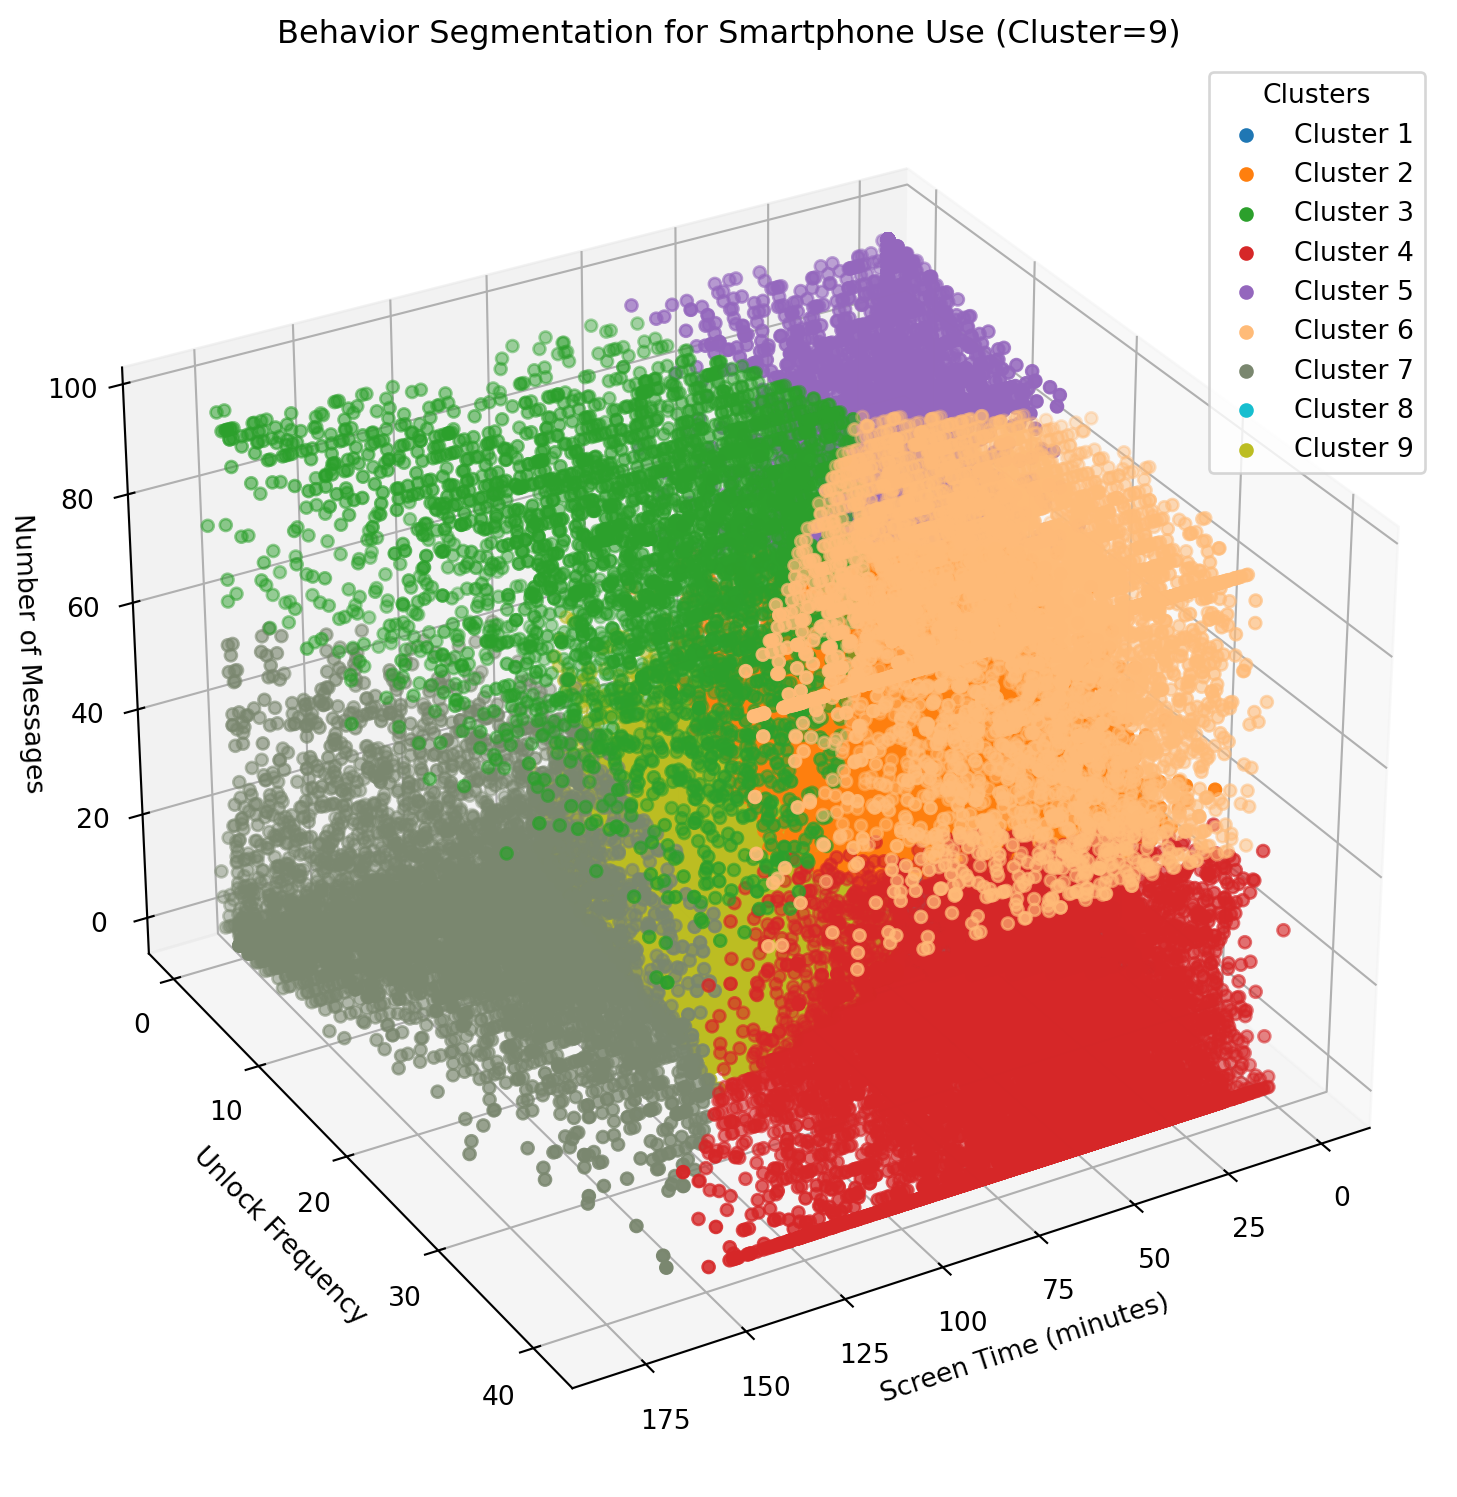 Behavior Segmentation for Smartphone Use (Cluster=9)
Clusters
Cluster 1
Cluster 2
Cluster 3
Cluster 4
Cluster 5
Cluster 6
Cluster 7
Cluster 8
Cluster 9
100
80
60
40
20
0
Number of Messages
0
10
20
30
40
Unlock Frequency
175
150
125
100
75
50
25
0
Screen Time (minutes)